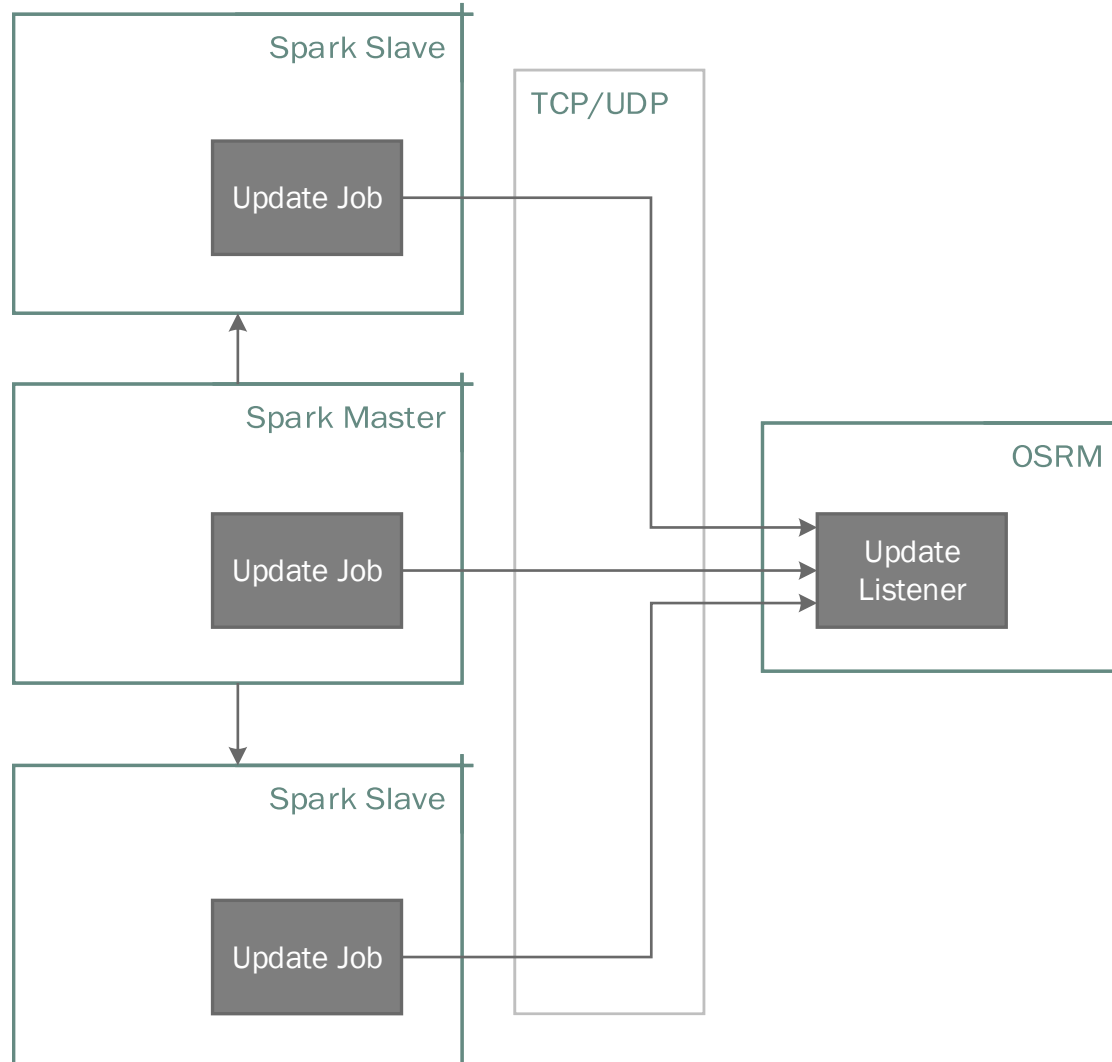 Spark Slave
TCP/UDP
Update Job
Spark Master
OSRM
Update Job
Update
Listener
Spark Slave
Update Job